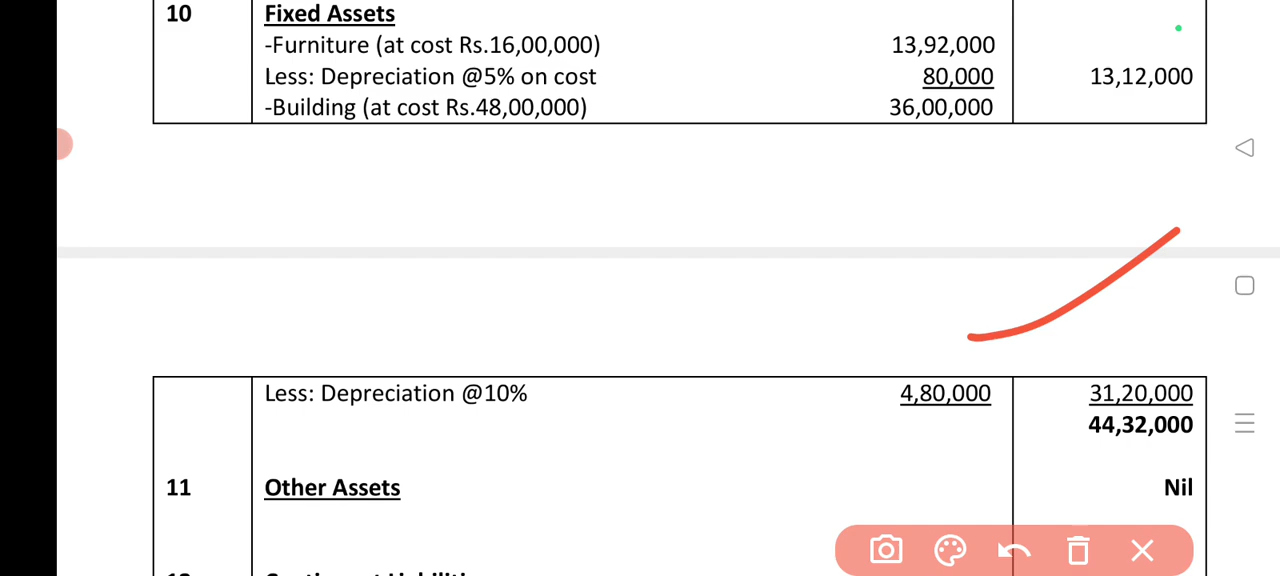 10 Fixed Assets
-Furniture (at cost Rs.16,00,000) 13,92,000
Less: Depreciation @5% on cost 80,000 13,12,000
-Building (at cost Rs.48,00,000) 36,00,000
Less: Depreciation @10% 4,80,000 31,20,000
44,32,000
11 Other Assets Nil